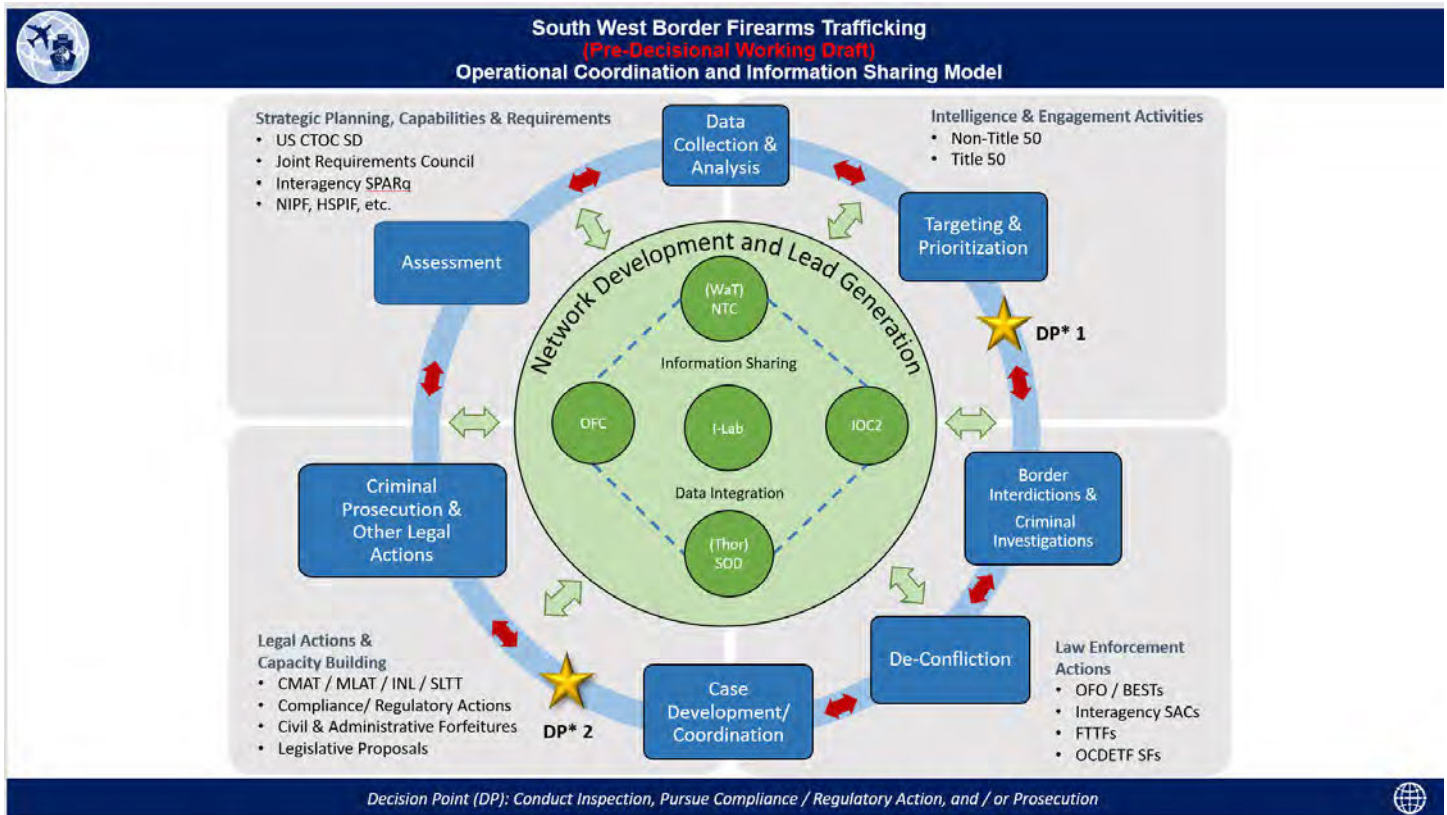 South West Border Firearms Trafficking
(Pre-Decisional Working Draft)
Operational Coordination and Information Sharing Model
Strategic Planning, Capabilities & Requirements
• US CTOC SD
• Joint Requirements Council
• Interagency SPARq
• NIPF, HSPIF, etc.
Data
Collection &
Analysis
Intelligence & Engagement Activities
• Non-Title 50
• Title 50
Assessment
Targeting &
Prioritization
DP* 1
Network Development and Lead Generation
(WaT)
NTC
Information Sharing
OFC
I-Lab
JOC2
Data Integration
(Thor)
SOD
Criminal
Prosecution &
Other Legal
Actions
Border
Interdictions &
Criminal
Investigations
Legal Actions &
Capacity Building
• CMAT / MLAT / INL / SLTT
• Compliance/ Regulatory Actions
• Civil & Administrative Forfeitures
• Legislative Proposals
DP* 2
Case
Development/
Coordination
De-Confliction
Law Enforcement
Actions
• OFO / BESTs
• Interagency SACs
• FTTFs
• OCDETF SFs
Decision Point (DP): Conduct Inspection, Pursue Compliance / Regulatory Action, and / or Prosecution